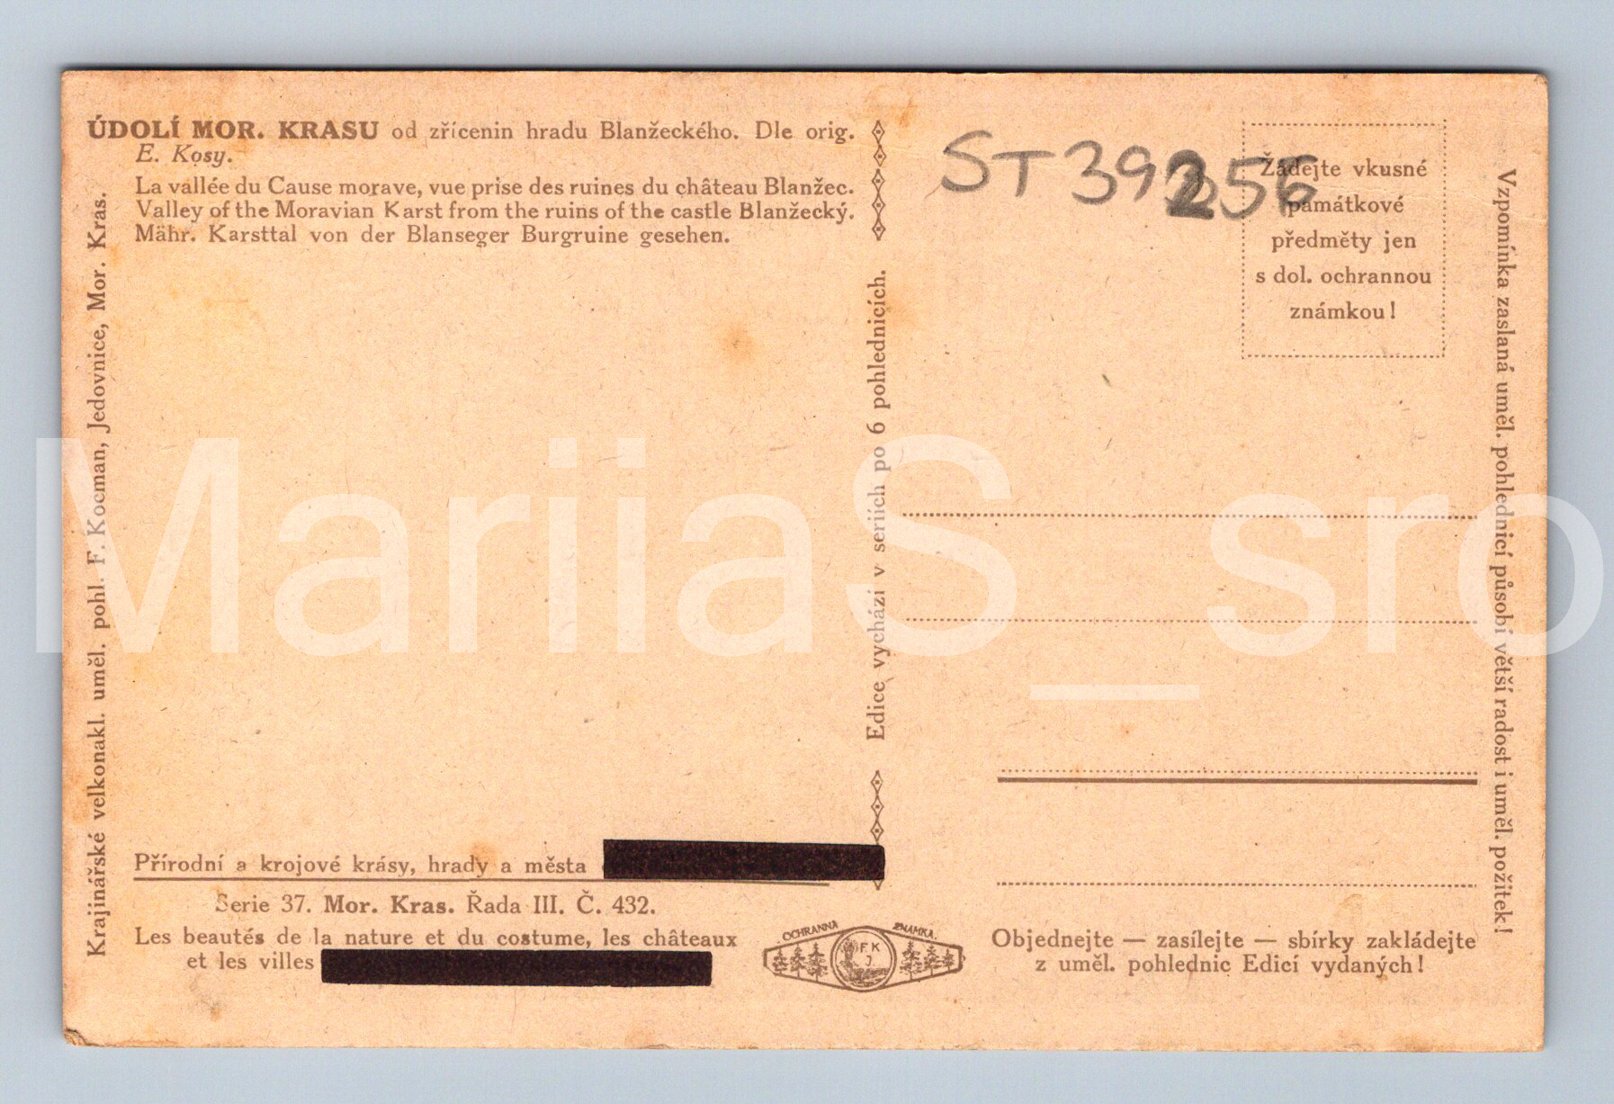 ÚDOLÍ MOR. KRASU od zřícenin hradu Blanžeckého. Dle orig.
E. Kosy.
La vallée du Cause morave, vue prise des ruines du château Blanžec.
Valley of the Moravian Karst from the ruins of the castle Blanžecký.
Mähr. Karsttal von der Blanseger Burgruine gesehen.
Krajinářské velkonakl. uměl. pohl. F. Kocman, Jedovnice, Mor. Kras.
Přírodní a krojové krásy, hrady a města
Serie 37. Mor. Kras. Řada III. Č. 432.
Les beautés de la nature et du costume, les châteaux
et les villes
Edice vychází v seriích po 6 pohlednicích.
OCHRANNA ZNAMKA.
F K
J.
ST39256
Žádejte vkusné
památkové
předměty jen
s dol. ochrannou
známkou!
Objednejte — zasílejte — sbírky zakládejte
z uměl. pohlednic Edicí vydaných!
Vzpomínka zaslaná uměl. pohlednicí působí větší radost i uměl. požitek!
MariiaS_sro